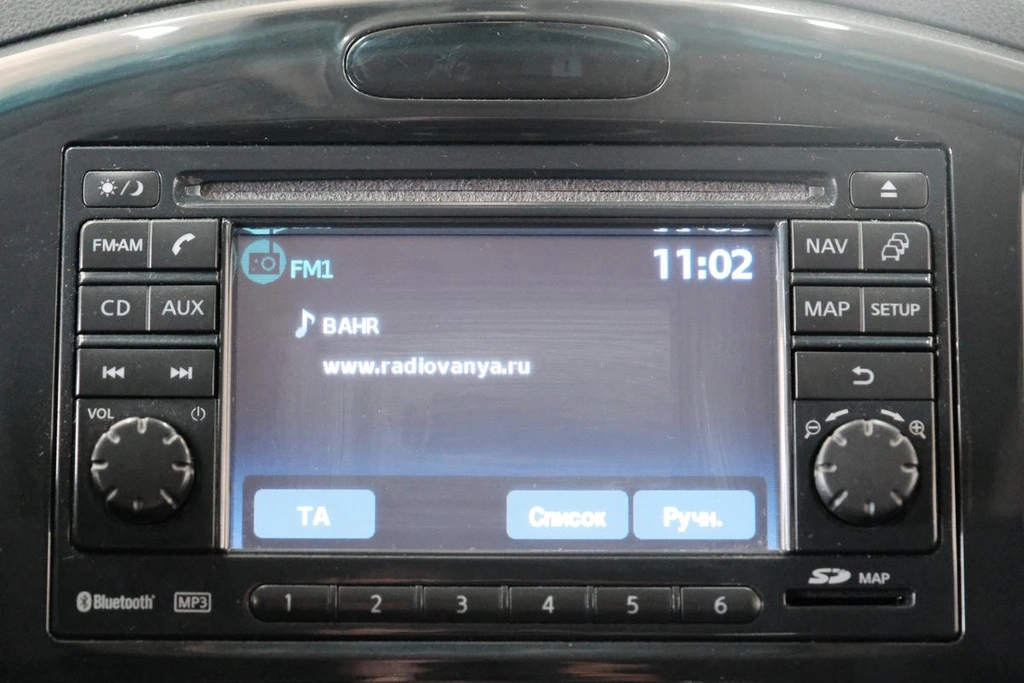 FM·AM
CD
AUX
VOL
FM1
11:02
BAHR
www.radiovanya.ru
TA
Список
Ручн.
NAV
MAP
SETUP
Bluetooth
MP3
1 2 3 4 5 6
SD MAP